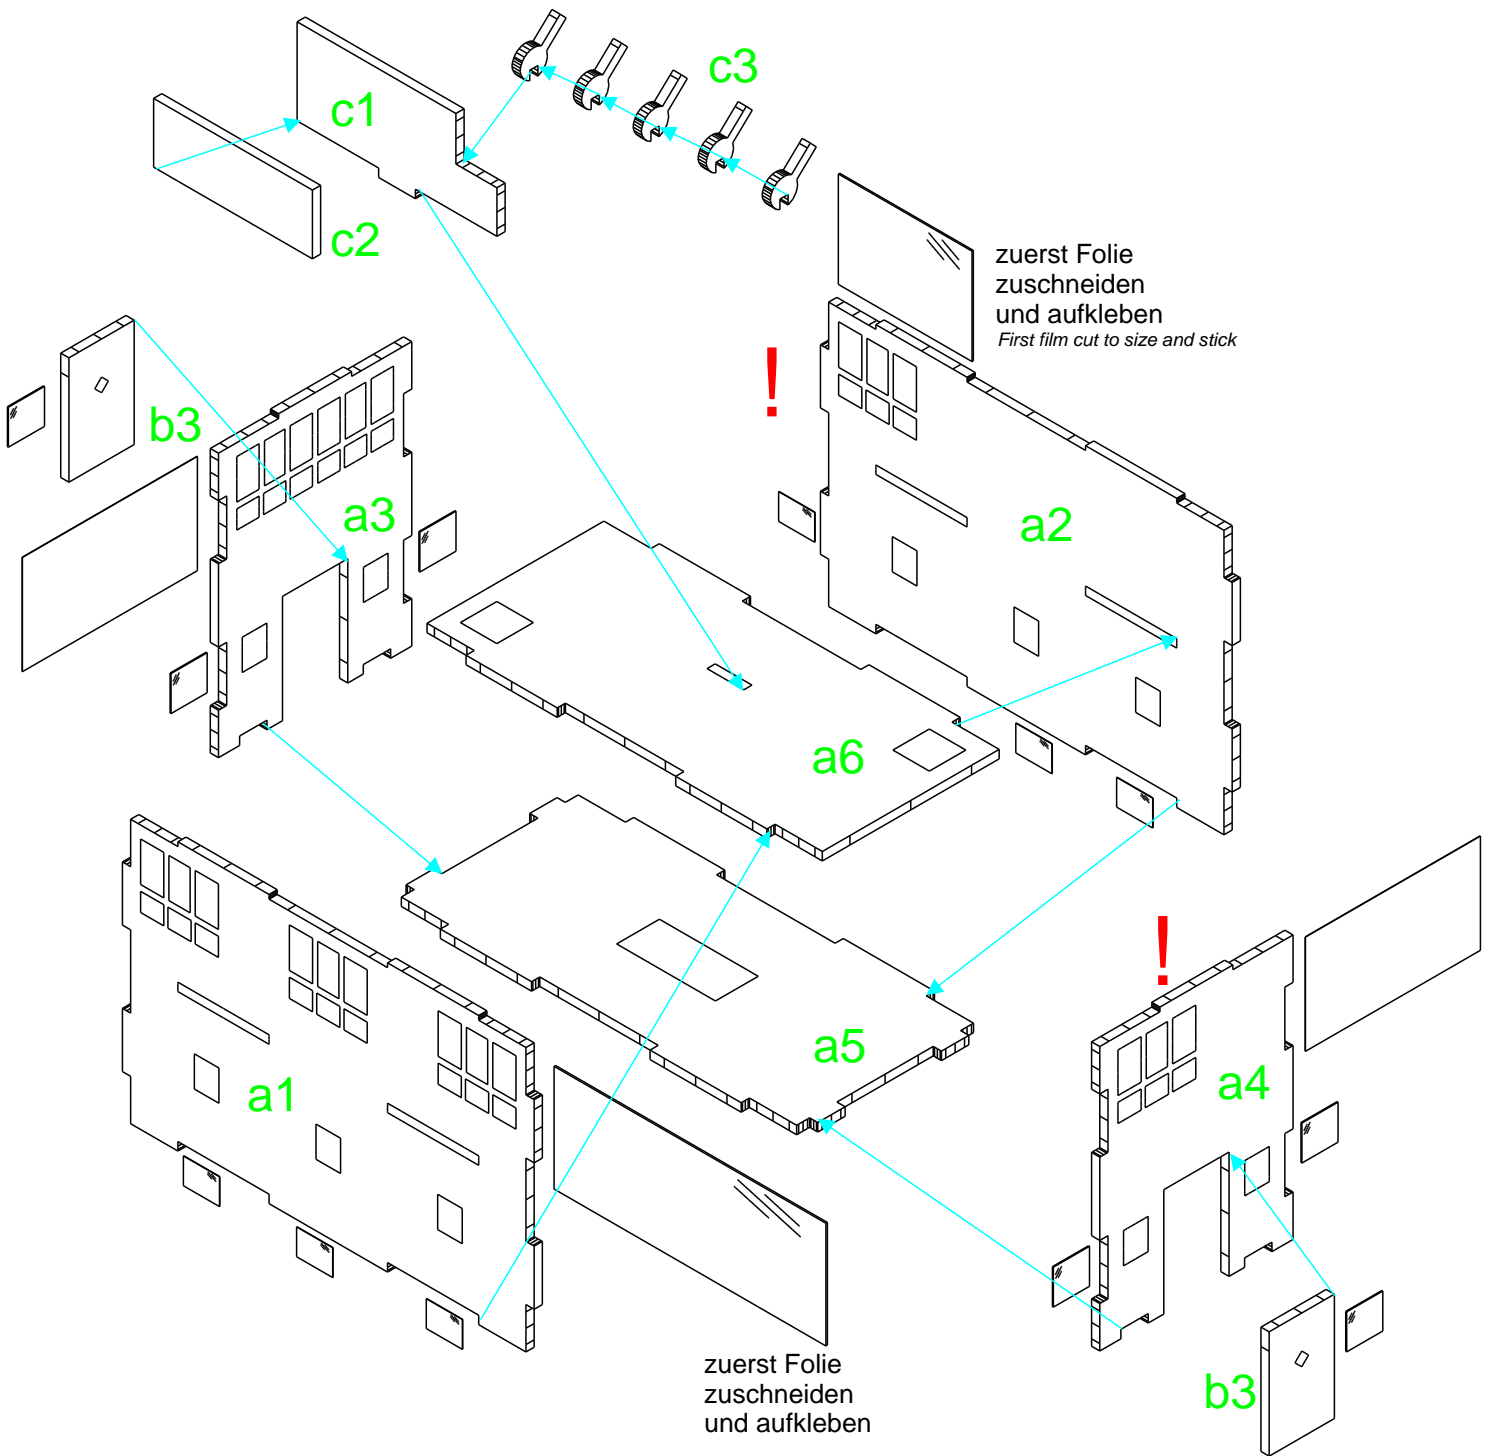 c3
c1
c2
zuerst Folie
zuschneiden
und aufkleben
First film cut to size and stick
!
b3
a3
a2
a6
!
a5
a4
a1
zuerst Folie
zuschneiden
und aufkleben
b3